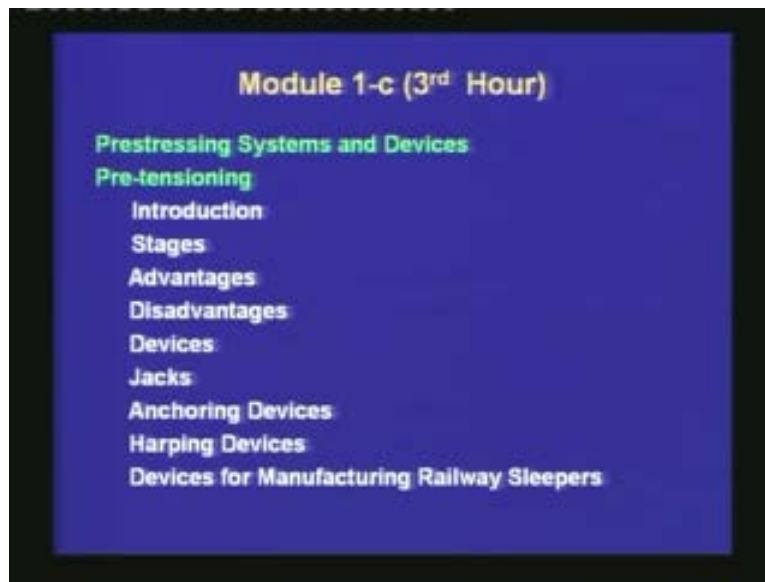 Module 1-c (3rd Hour)
Prestressing Systems and Devices
Pre-tensioning
Introduction
Stages
Advantages
Disadvantages
Devices
Jacks
Anchoring Devices
Harping Devices
Devices for Manufacturing Railway Sleepers